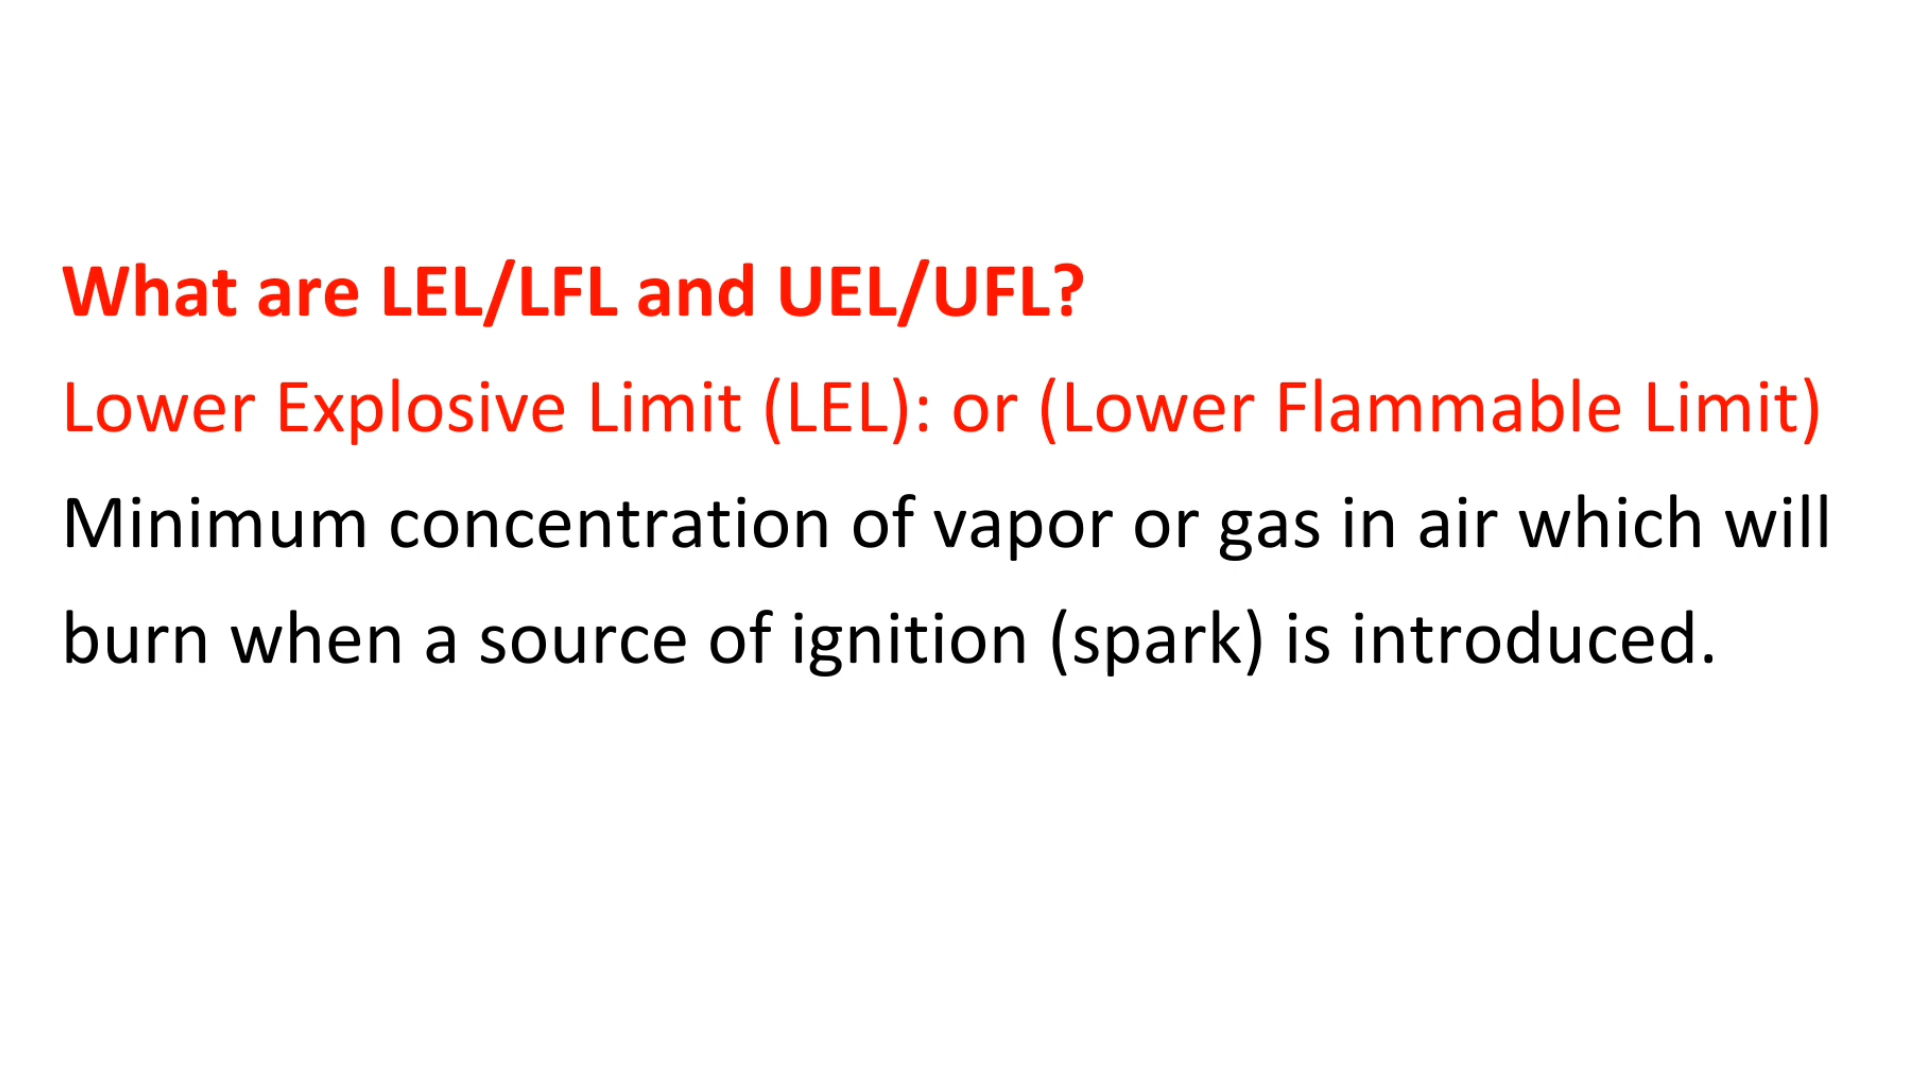 What are LEL/LFL and UEL/UFL?
Lower Explosive Limit (LEL): or (Lower Flammable Limit)
Minimum concentration of vapor or gas in air which will
burn when a source of ignition (spark) is introduced.